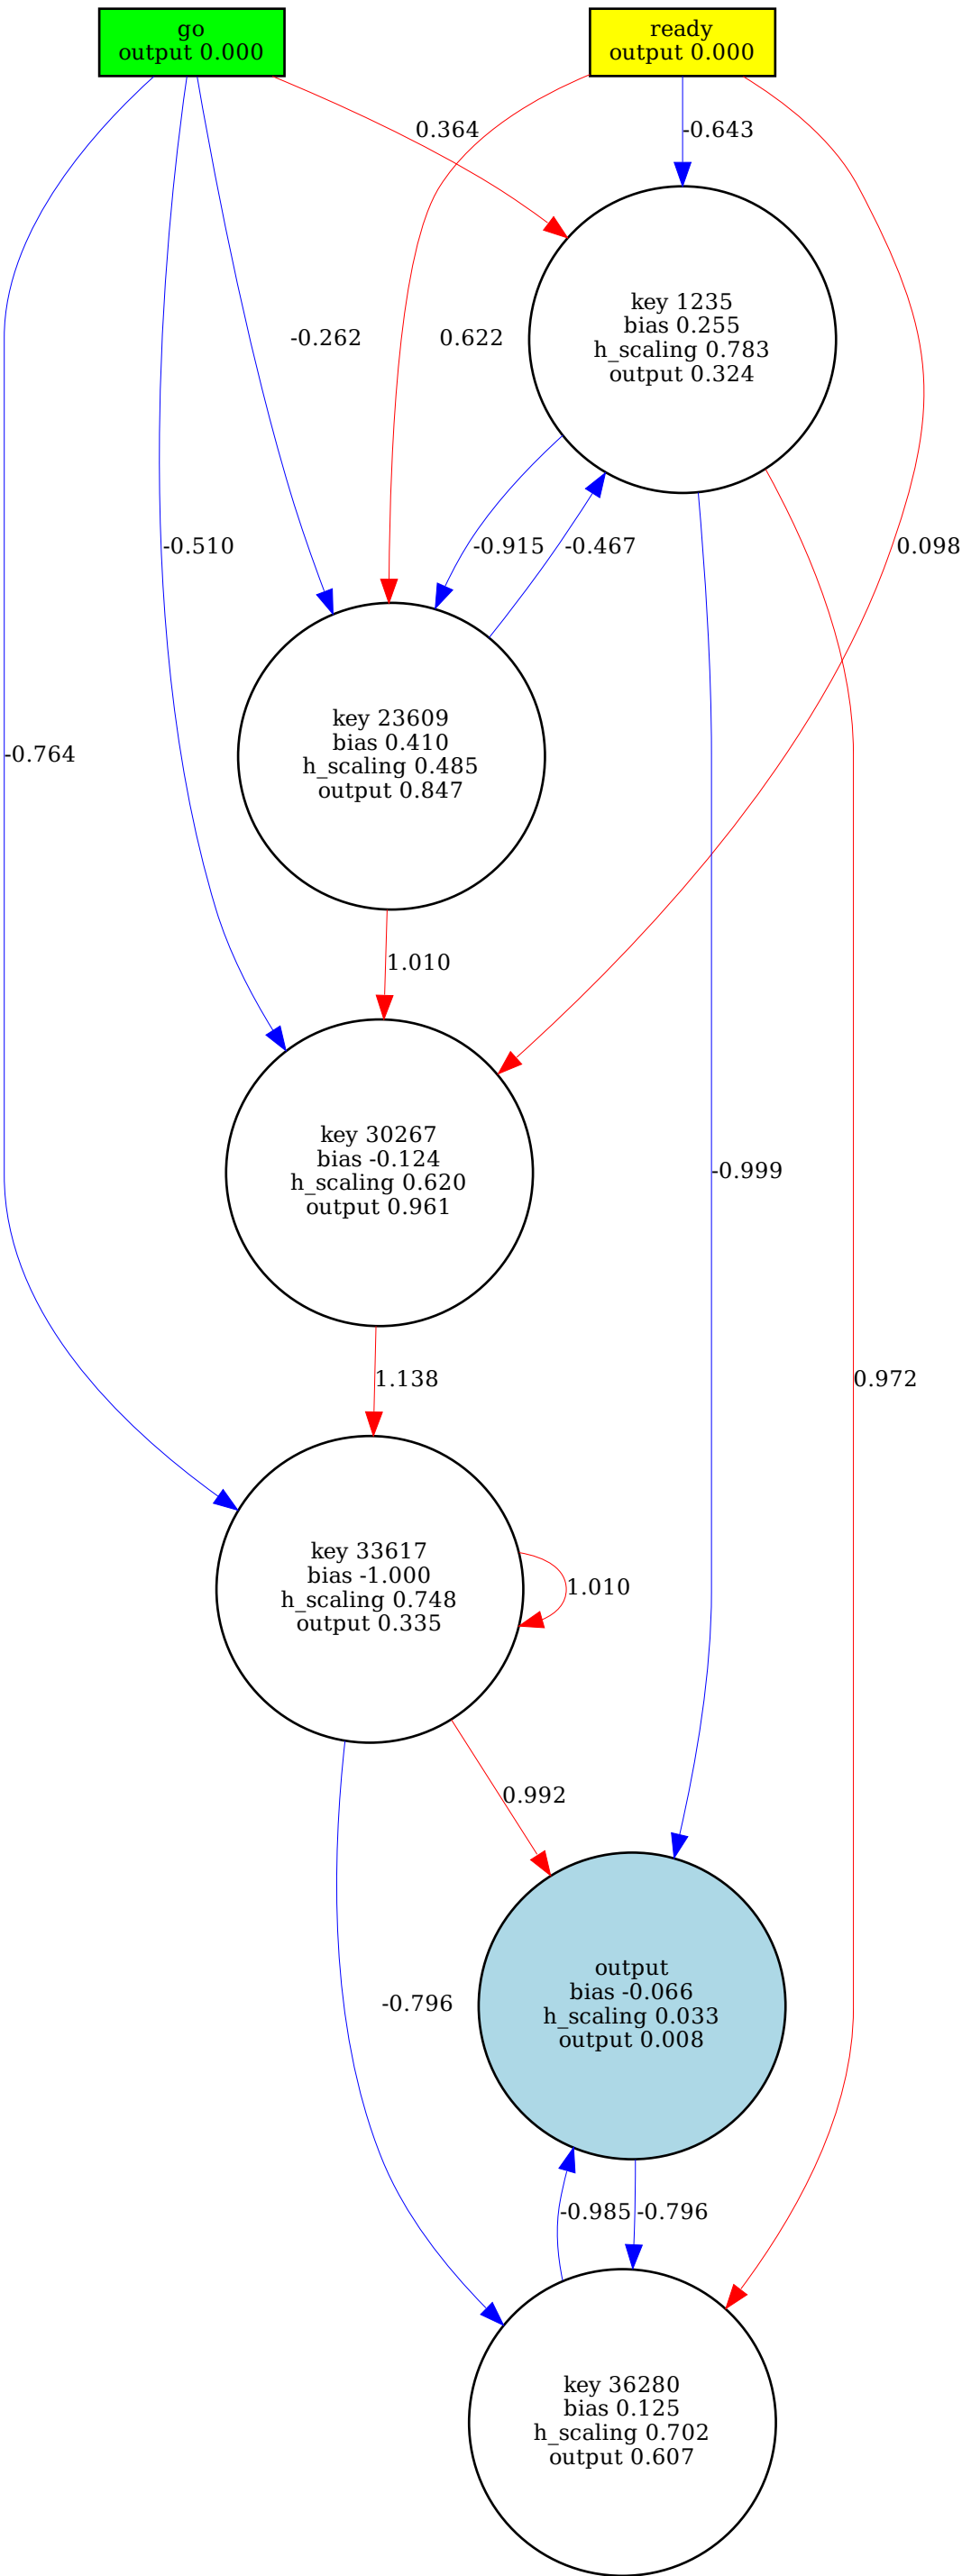 go
output 0.000
ready
output 0.000
0.364
-0.643
key 1235
bias 0.255
h_scaling 0.783
output 0.324
-0.262
0.622
-0.510
-0.915
-0.467
0.098
key 23609
bias 0.410
h_scaling 0.485
output 0.847
-0.764
1.010
key 30267
bias -0.124
h_scaling 0.620
output 0.961
-0.999
1.138
0.972
key 33617
bias -1.000
h_scaling 0.748
output 0.335
1.010
0.992
output
bias -0.066
h_scaling 0.033
output 0.008
-0.796
-0.985
-0.796
key 36280
bias 0.125
h_scaling 0.702
output 0.607